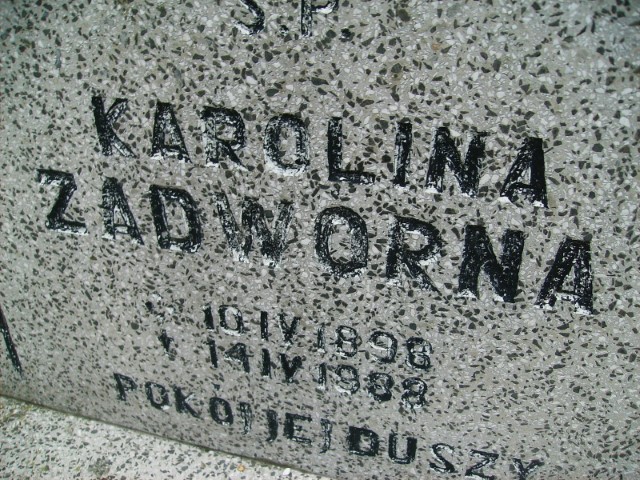 S.P.
KAROLINA
ZADWORNA
* 10 IV 1898
✝ 14 IV 1988
POKÓJ JEJ DUSZY